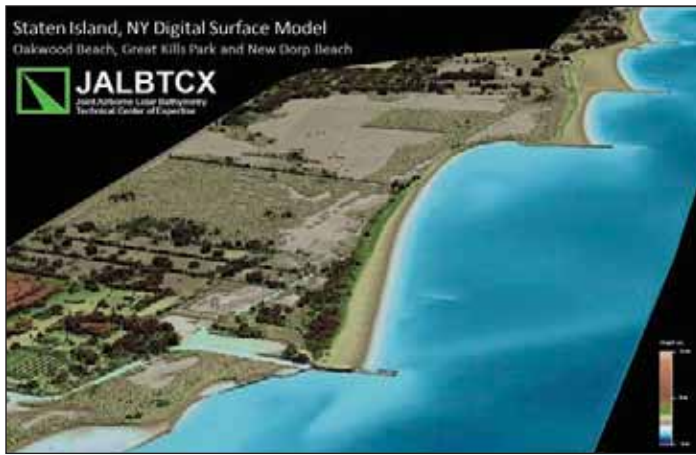 Staten Island, NY Digital Surface Model
Oakwood Beach, Great Kills Park and New Dorp Beach
JALBTCX
Joint Airborne Lidar Bathymetry
Technical Center of Expertise